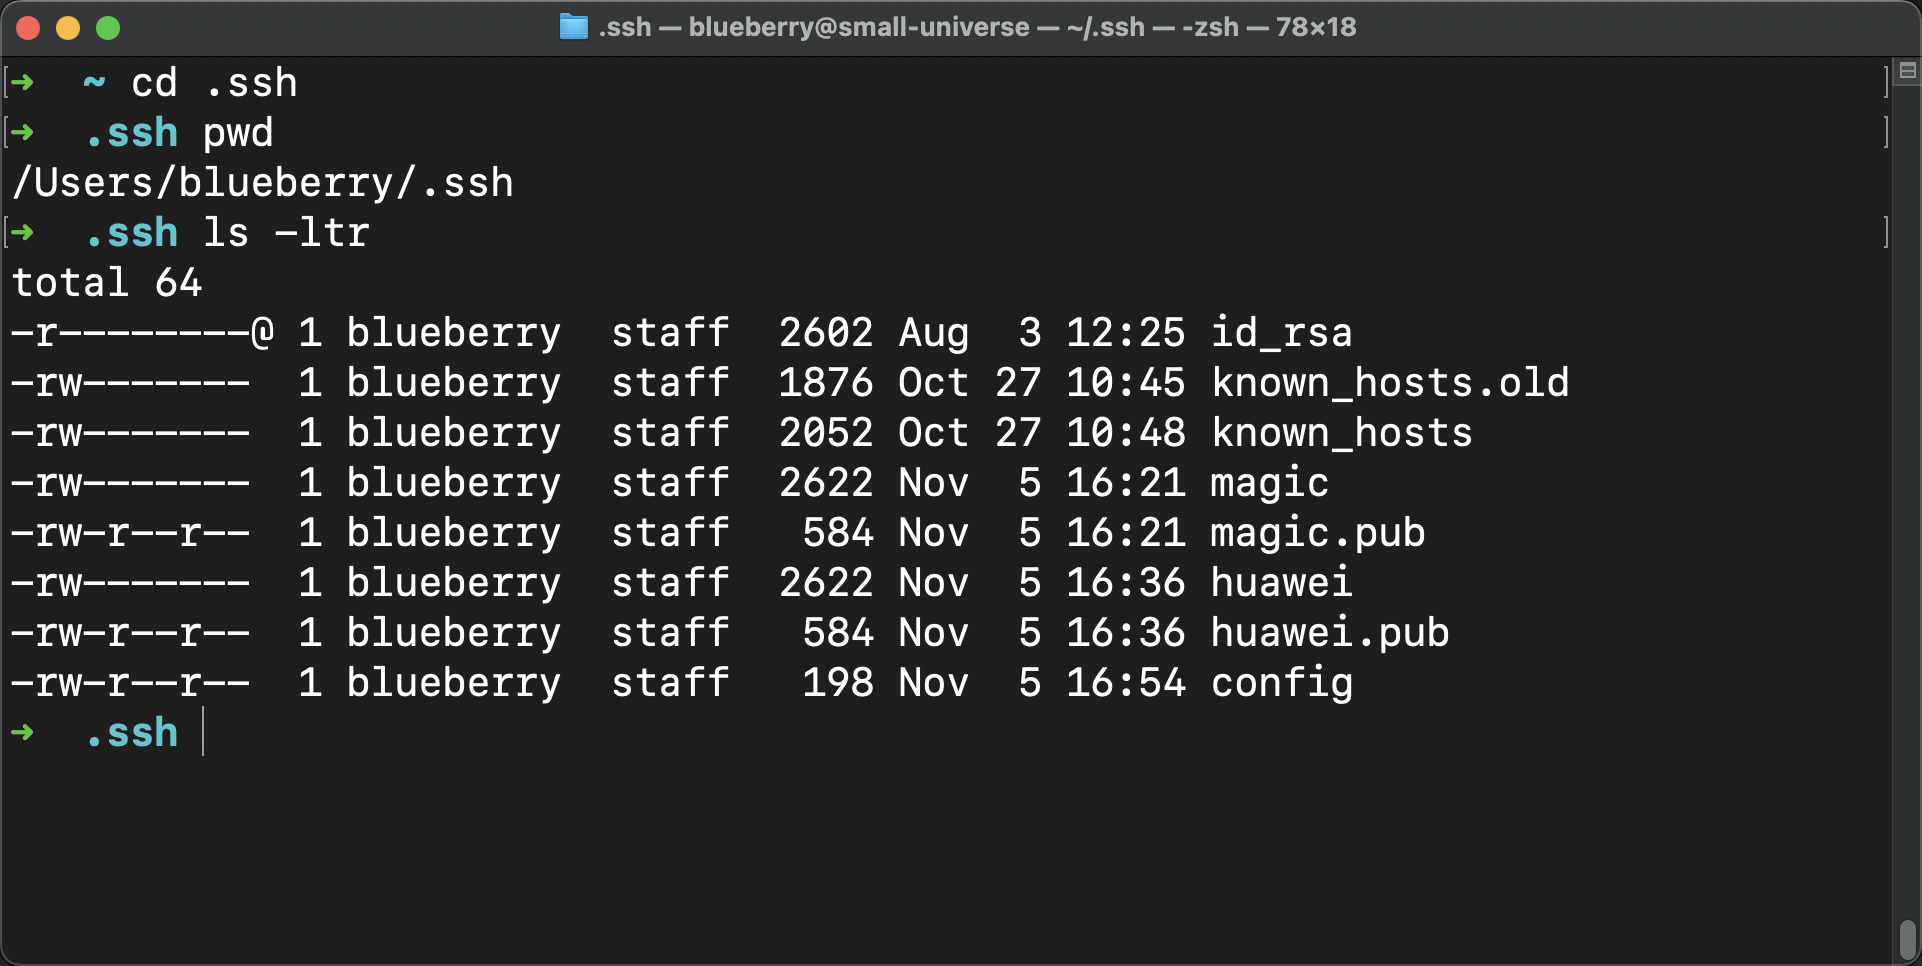 .ssh — blueberry@small-universe — ~/.ssh — -zsh — 78×18
[➜  ~ cd .ssh ]
[➜  .ssh pwd ]
/Users/blueberry/.ssh
[➜  .ssh ls -ltr ]
total 64
-r--------@ 1 blueberry  staff  2602 Aug  3 12:25 id_rsa
-rw-------  1 blueberry  staff  1876 Oct 27 10:45 known_hosts.old
-rw-------  1 blueberry  staff  2052 Oct 27 10:48 known_hosts
-rw-------  1 blueberry  staff  2622 Nov  5 16:21 magic
-rw-r--r--  1 blueberry  staff   584 Nov  5 16:21 magic.pub
-rw-------  1 blueberry  staff  2622 Nov  5 16:36 huawei
-rw-r--r--  1 blueberry  staff   584 Nov  5 16:36 huawei.pub
-rw-r--r--  1 blueberry  staff   198 Nov  5 16:54 config
➜  .ssh